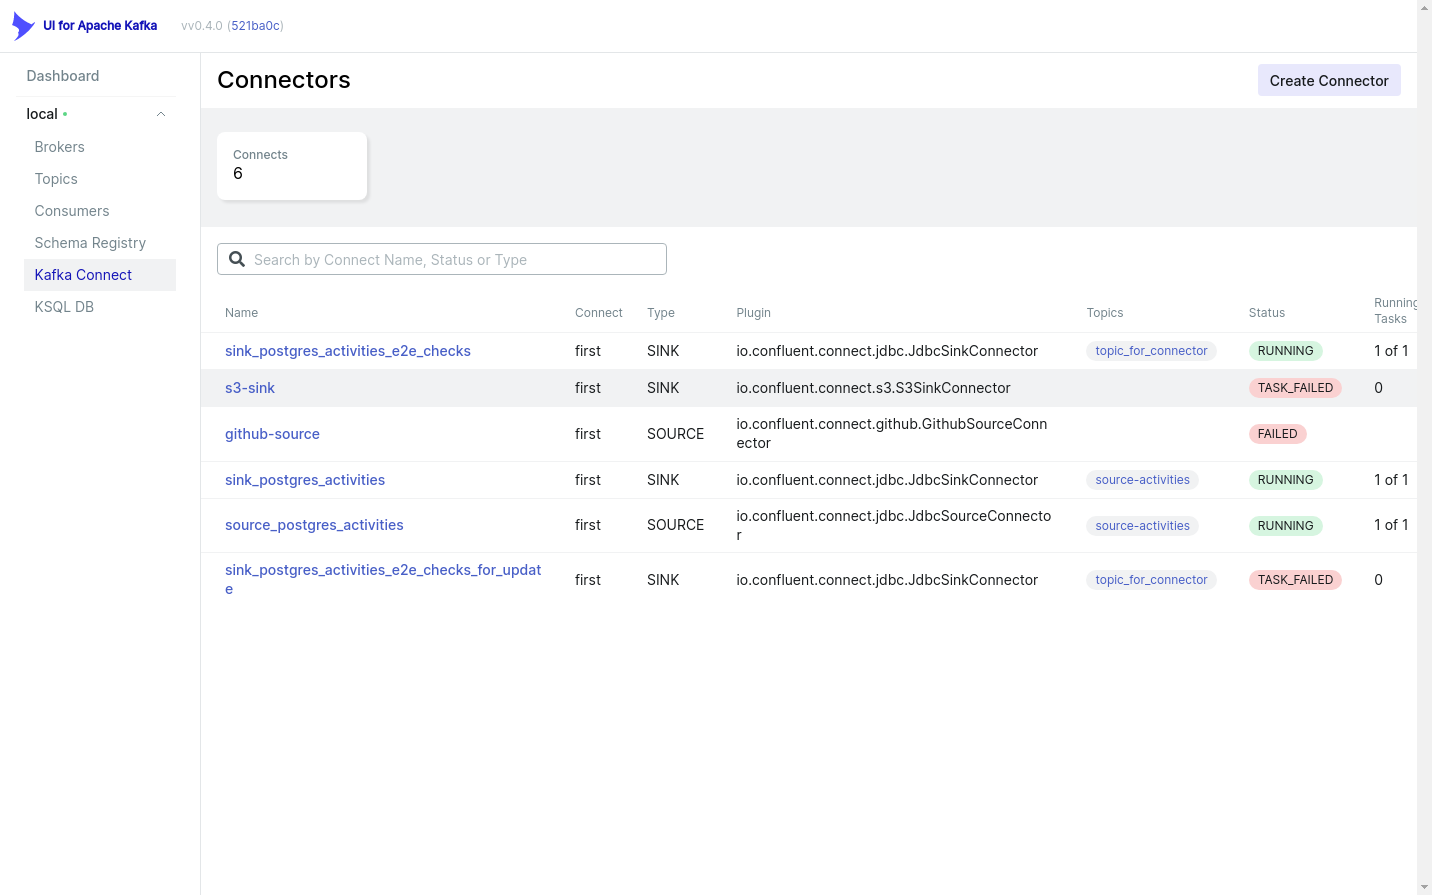 UI for Apache Kafka vv0.4.0 (521ba0c)
Dashboard
local
Brokers
Topics
Consumers
Schema Registry
Kafka Connect
KSQL DB
Connectors
Create Connector
Connects
6
Search by Connect Name, Status or Type
Name Connect Type Plugin Topics Status Running
Tasks
sink_postgres_activities_e2e_checks first SINK io.confluent.connect.jdbc.JdbcSinkConnector topic_for_connector RUNNING 1 of 1
s3-sink first SINK io.confluent.connect.s3.S3SinkConnector TASK_FAILED 0
github-source first SOURCE io.confluent.connect.github.GithubSourceConn
ector FAILED
sink_postgres_activities first SINK io.confluent.connect.jdbc.JdbcSinkConnector source-activities RUNNING 1 of 1
source_postgres_activities first SOURCE io.confluent.connect.jdbc.JdbcSourceConnecto
r source-activities RUNNING 1 of 1
sink_postgres_activities_e2e_checks_for_updat
e first SINK io.confluent.connect.jdbc.JdbcSinkConnector topic_for_connector TASK_FAILED 0